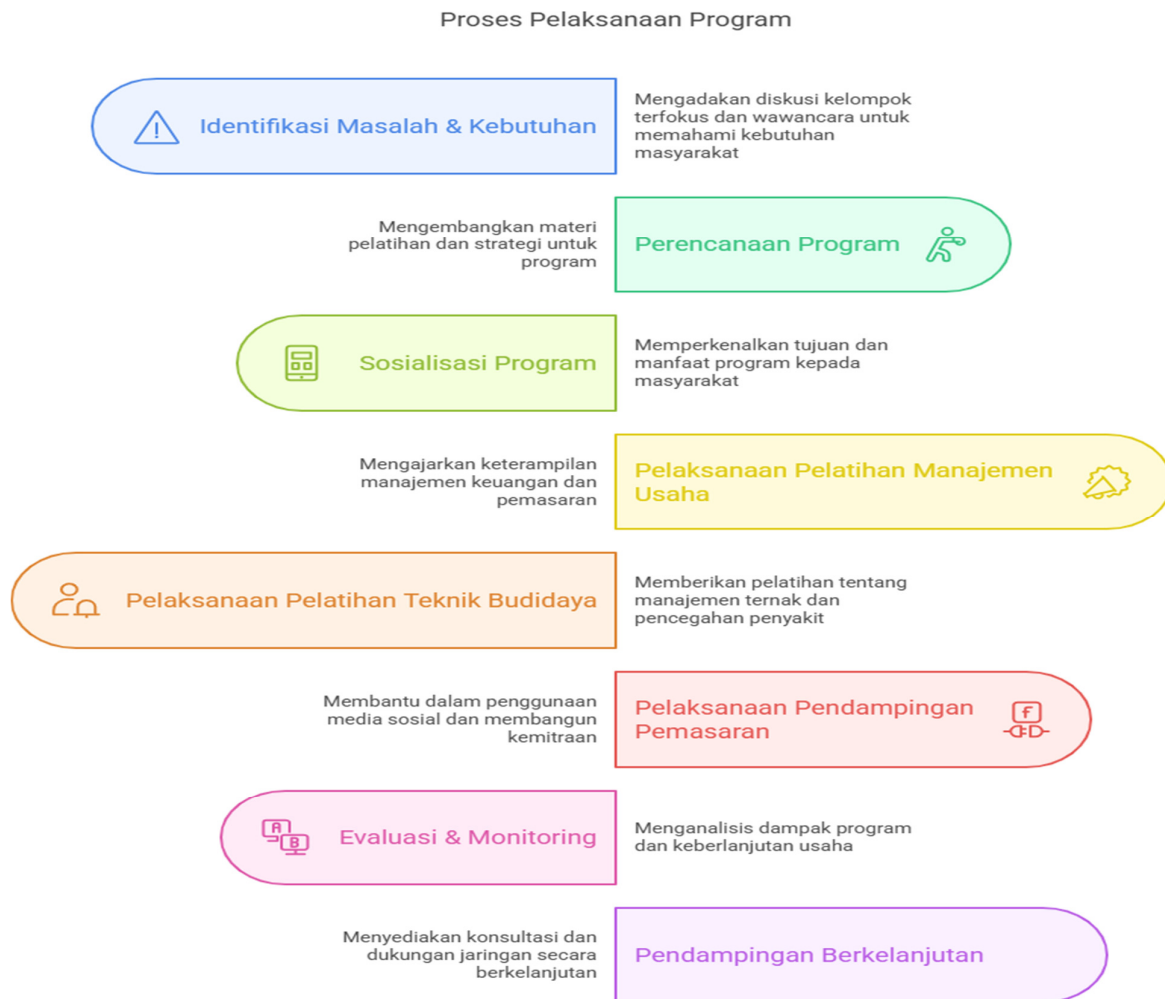 Proses Pelaksanaan Program
Identifikasi Masalah & Kebutuhan
Mengadakan diskusi kelompok
terfokus dan wawancara untuk
memahami kebutuhan
masyarakat
Mengembangkan materi
pelatihan dan strategi untuk
program
Perencanaan Program
Sosialisasi Program
Memperkenalkan tujuan dan
manfaat program kepada
masyarakat
Mengajarkan keterampilan
manajemen keuangan dan
pemasaran
Pelaksanaan Pelatihan Manajemen
Usaha
Pelaksanaan Pelatihan Teknik Budidaya
Memberikan pelatihan tentang
manajemen ternak dan
pencegahan penyakit
Membantu dalam penggunaan
media sosial dan membangun
kemitraan
Pelaksanaan Pendampingan
Pemasaran
f
A
B
Evaluasi & Monitoring
Menganalisis dampak program
dan keberlanjutan usaha
Menyediakan konsultasi dan
dukungan jaringan secara
berkelanjutan
Pendampingan Berkelanjutan